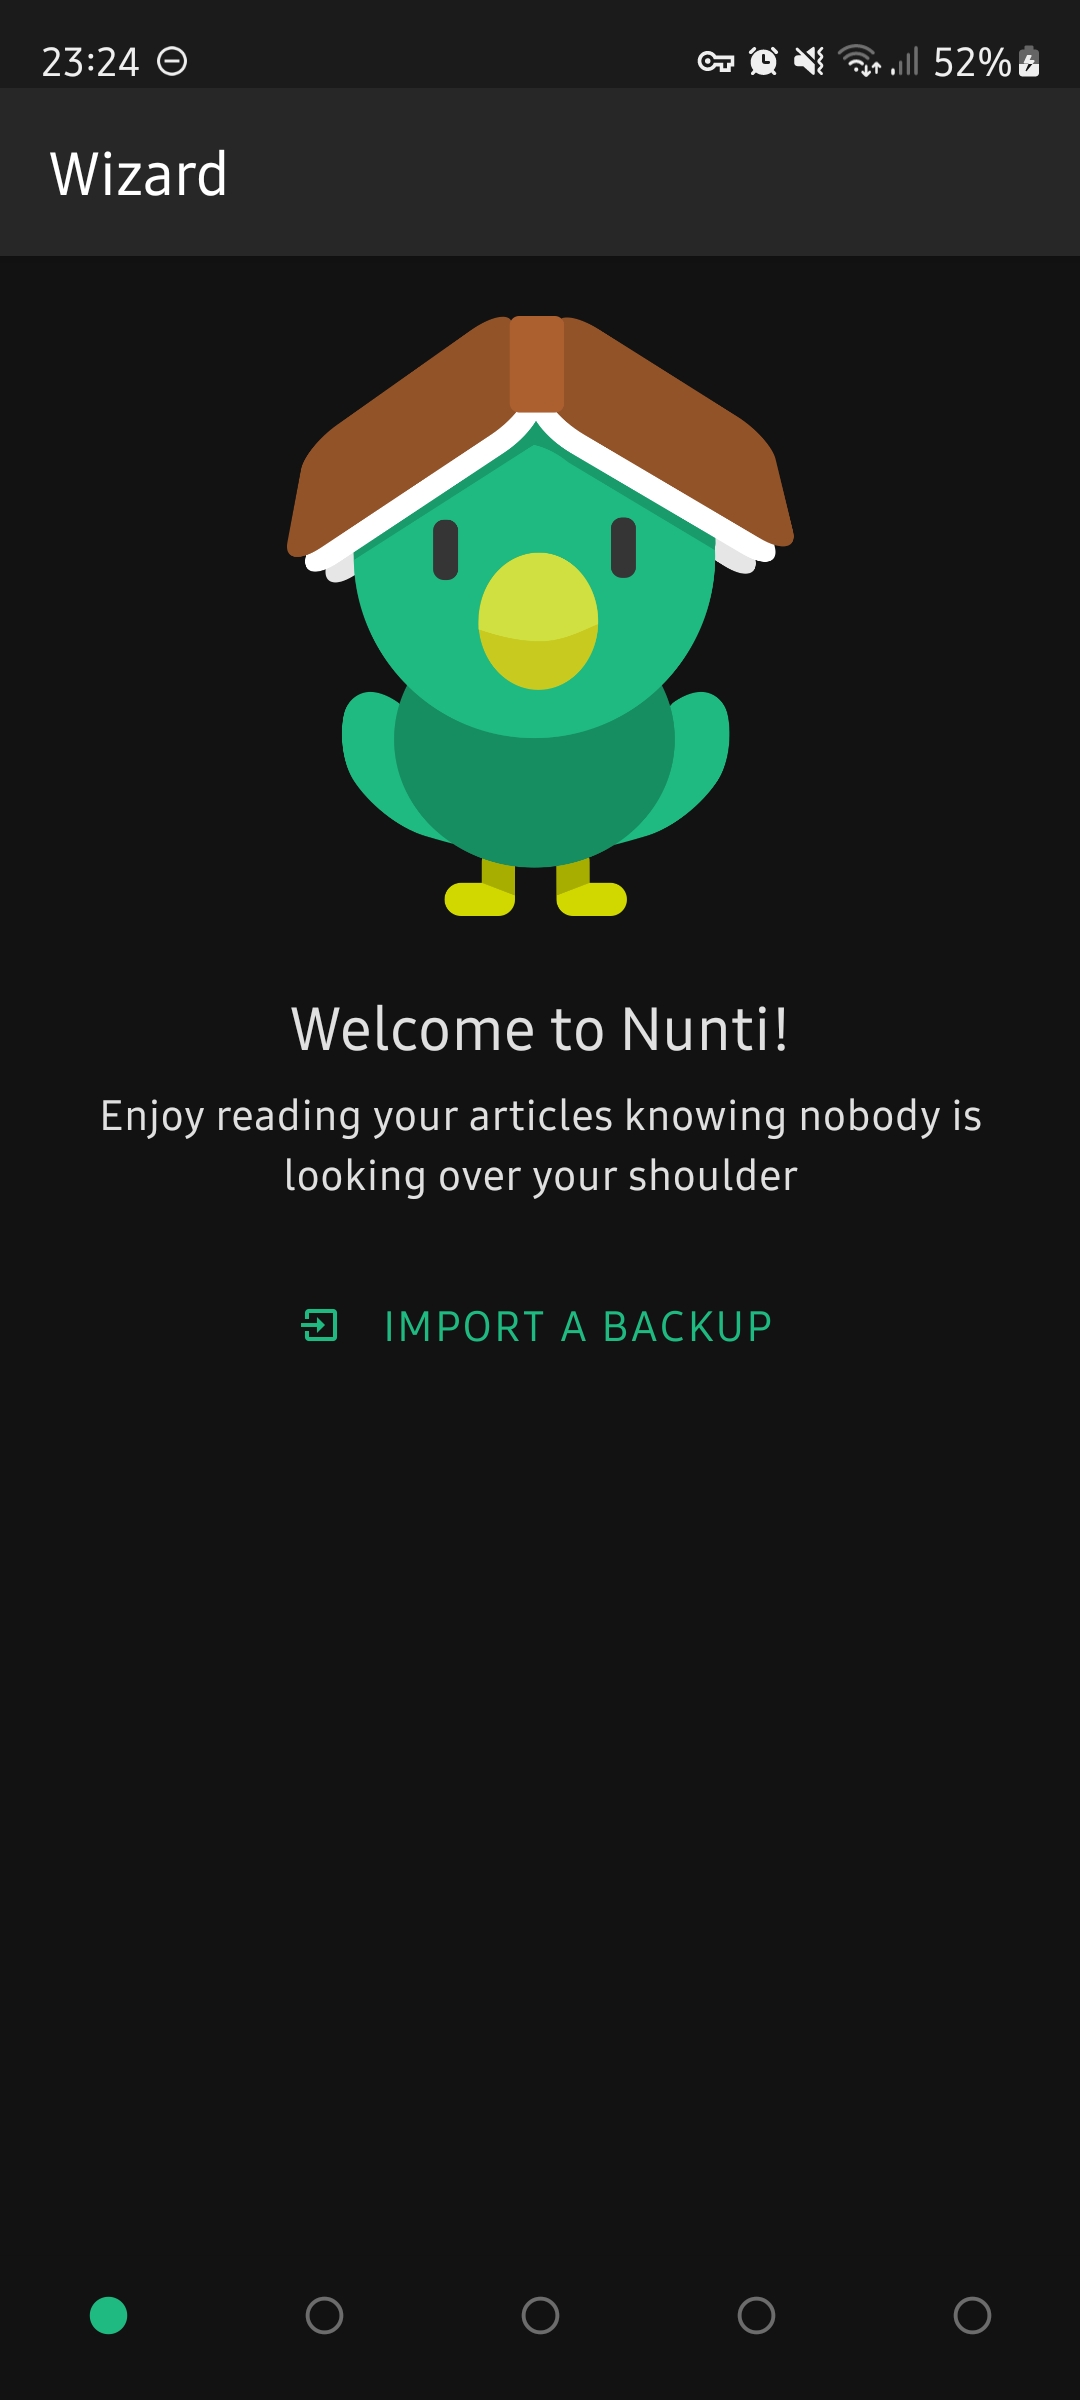 23:24 52%
Wizard
Welcome to Nunti!
Enjoy reading your articles knowing nobody is
looking over your shoulder
IMPORT A BACKUP